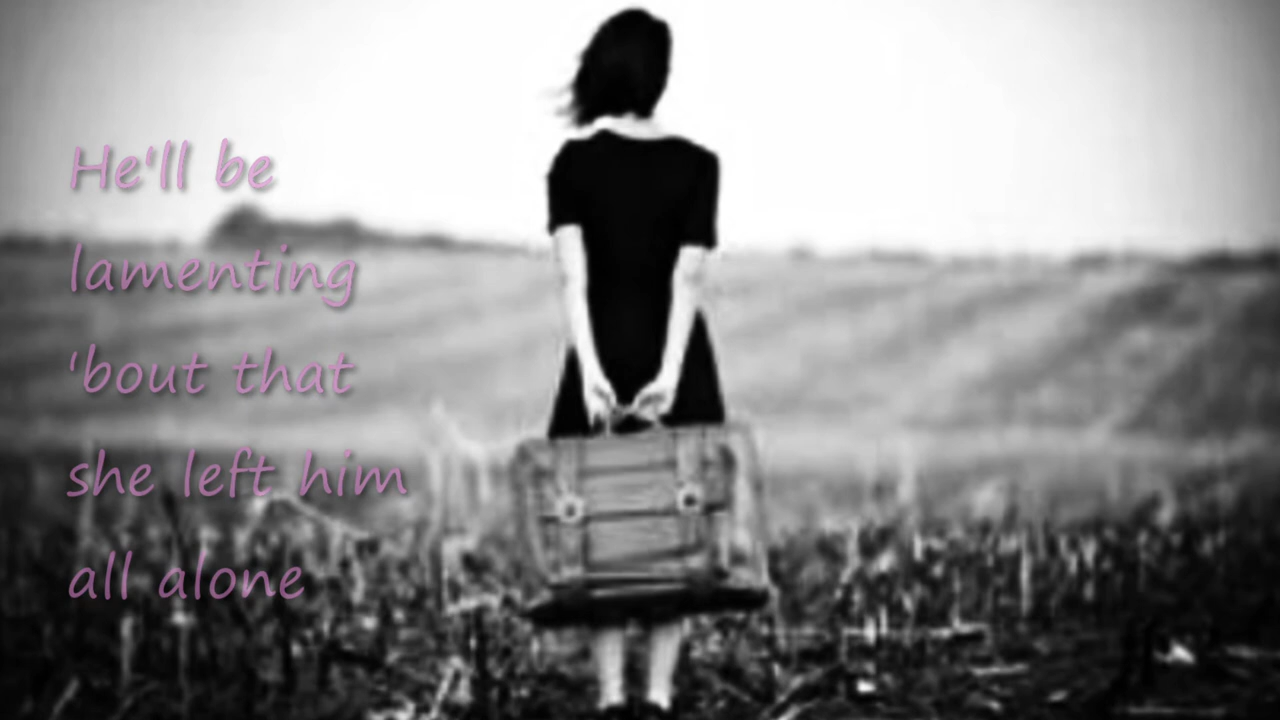 He'll be
lamenting
'bout that
she left him
all alone